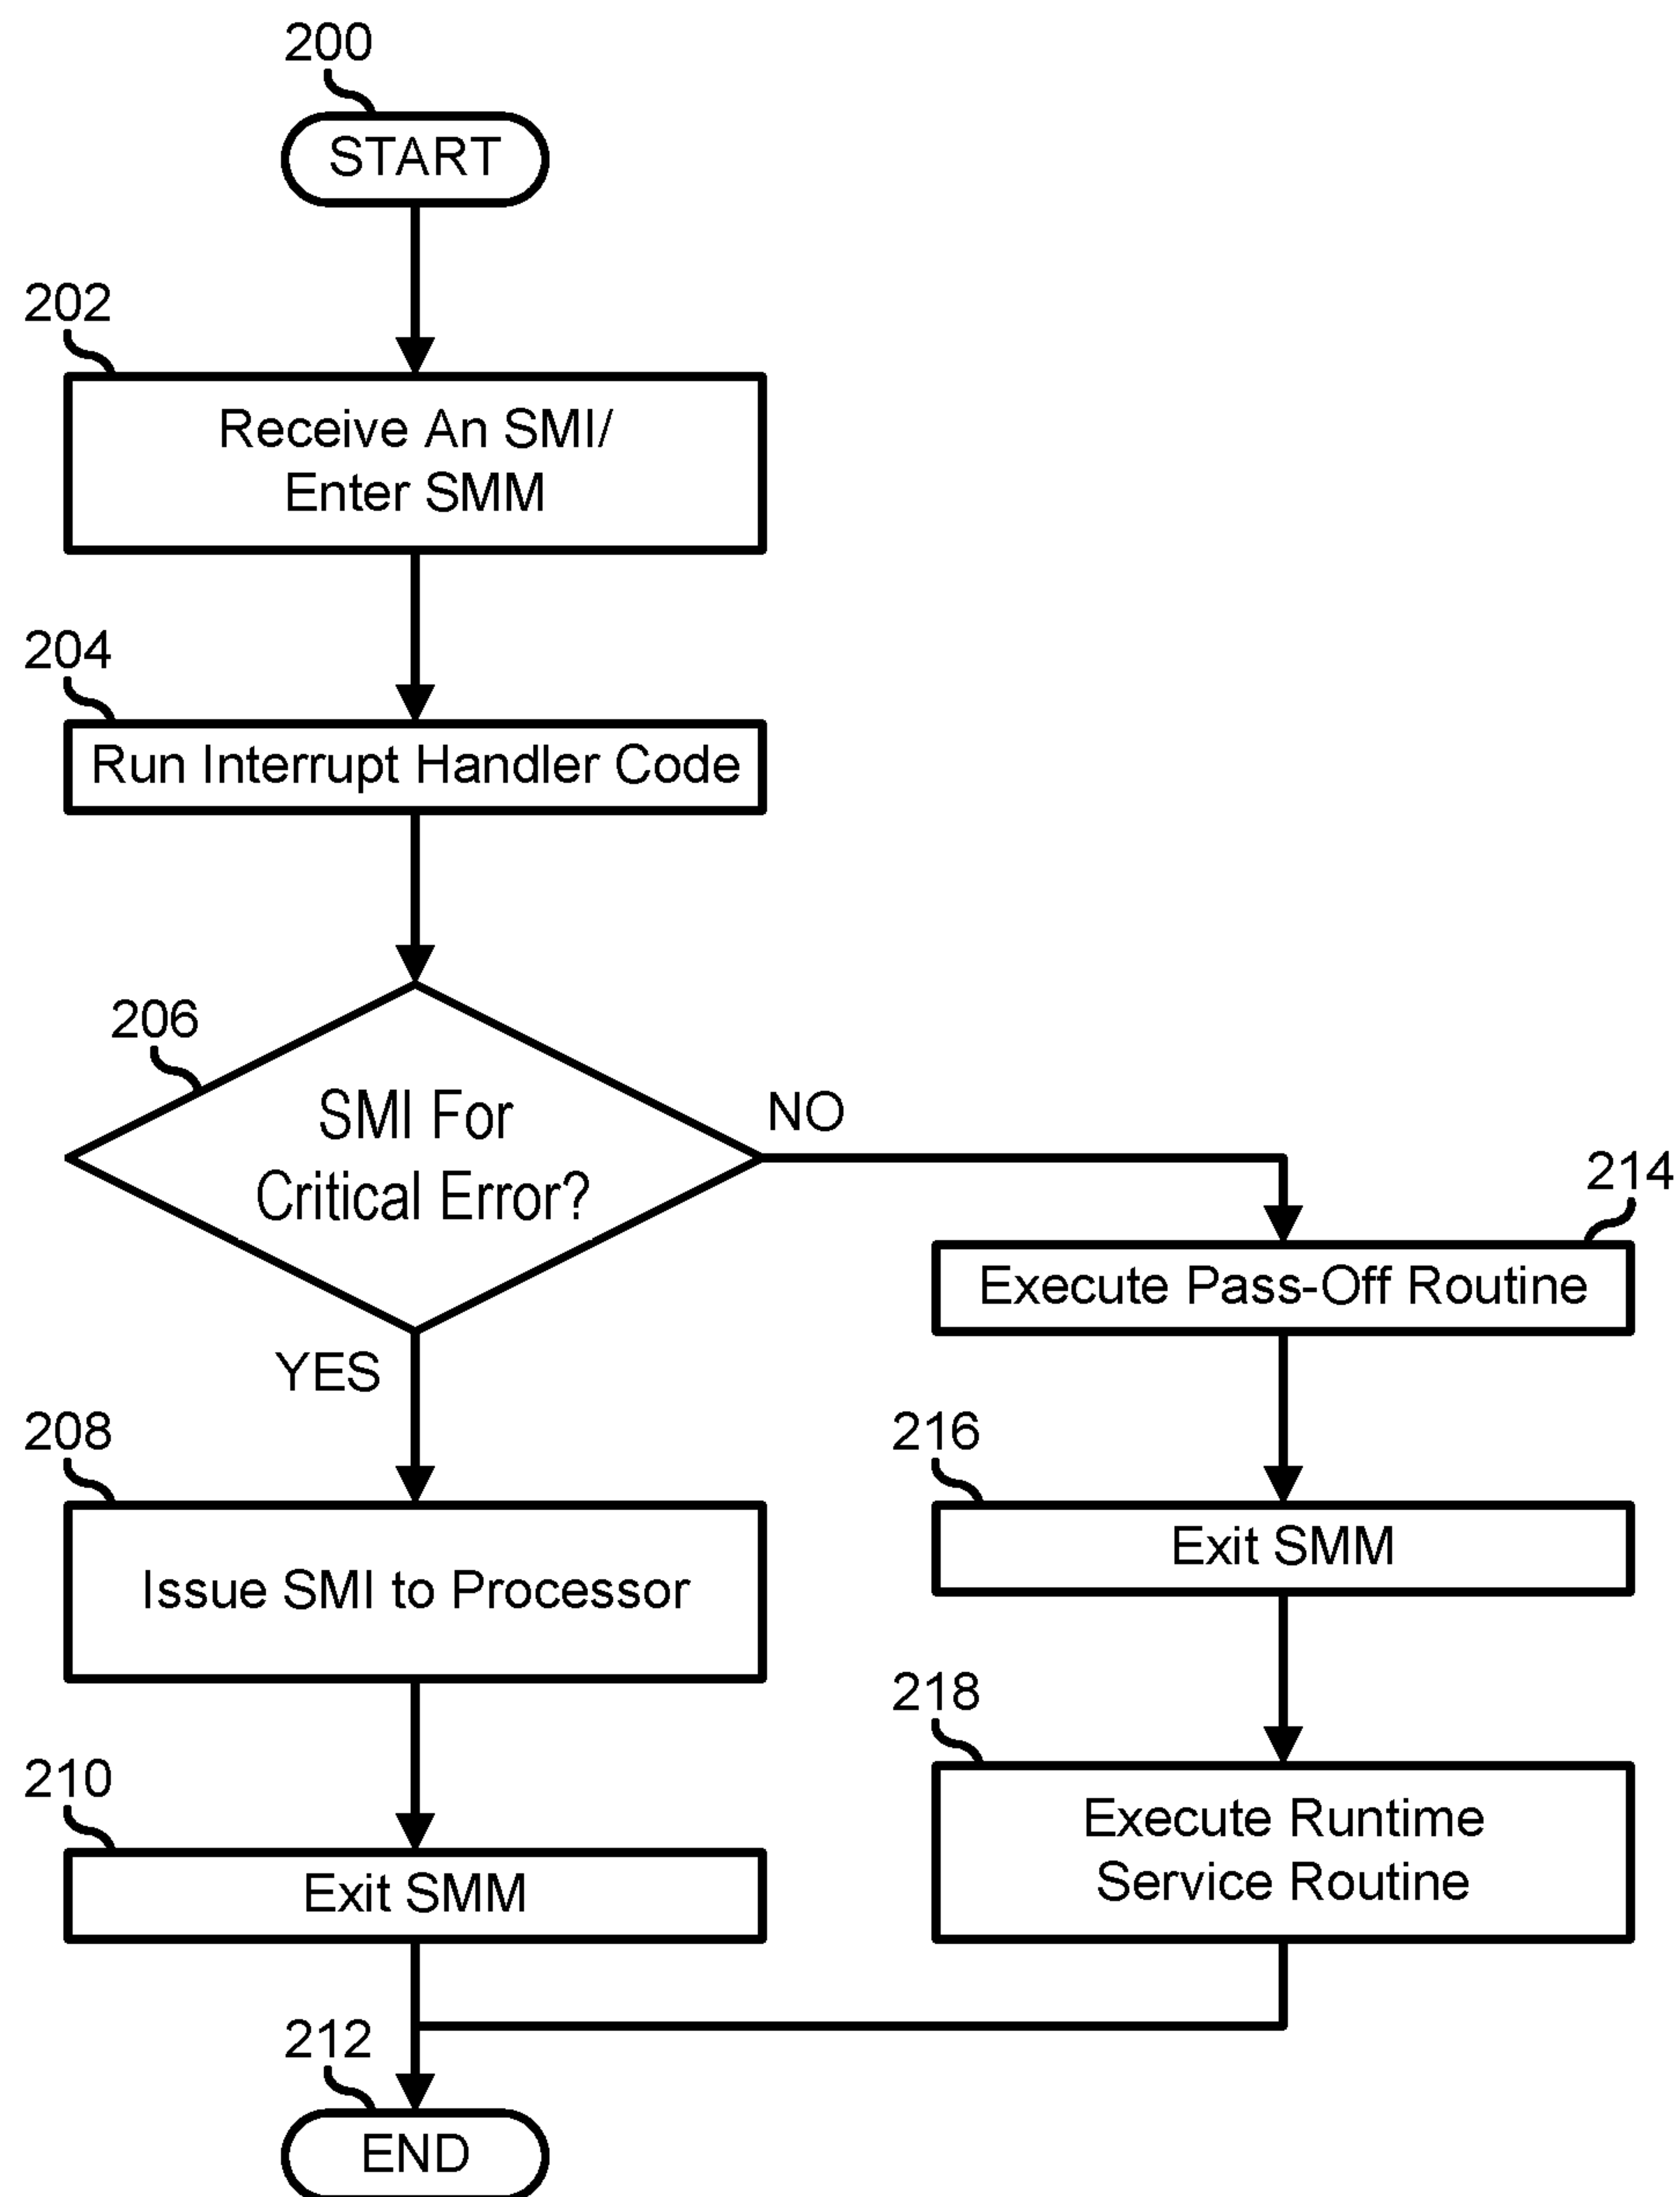 200
START
202
Receive An SMI/
Enter SMM
204
Run Interrupt Handler Code
206
SMI For
Critical Error?
NO
YES
214
Execute Pass-Off Routine
208
Issue SMI to Processor
216
Exit SMM
210
Exit SMM
218
Execute Runtime
Service Routine
212
END